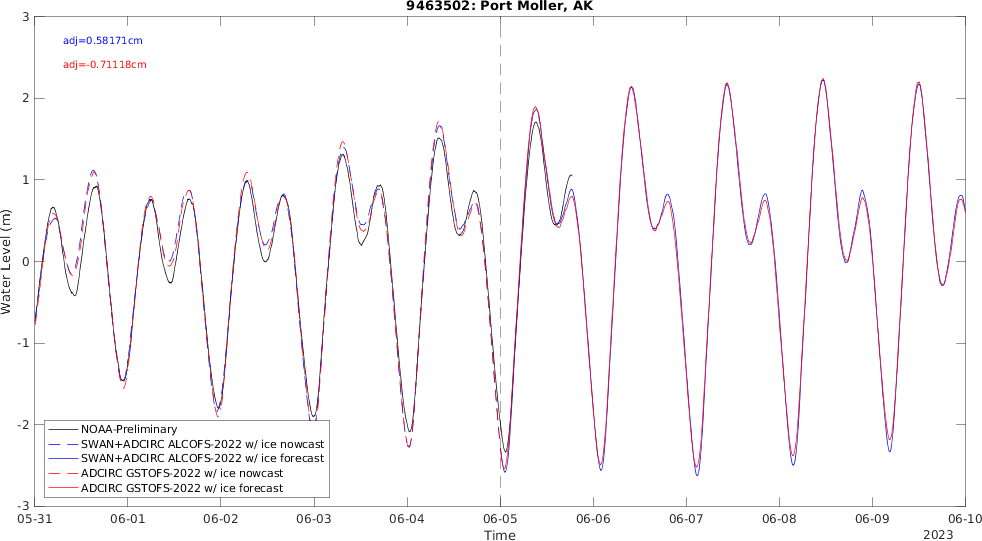 9463502: Port Moller, AK
adj=0.58171cm
adj=-0.71118cm
Water Level (m)
3
2
1
0
-1
-2
-3
NOAA-Preliminary
SWAN+ADCIRC ALCOFS-2022 w/ ice nowcast
SWAN+ADCIRC ALCOFS-2022 w/ ice forecast
ADCIRC GSTOFS-2022 w/ ice nowcast
ADCIRC GSTOFS-2022 w/ ice forecast
05-31 06-01 06-02 06-03 06-04 06-05 06-06 06-07 06-08 06-09 06-10
Time
2023